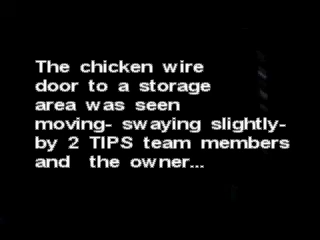 The chicken wire
door to a storage
area was seen
moving- swaying slightly-
by 2 TIPS team members
and the owner...